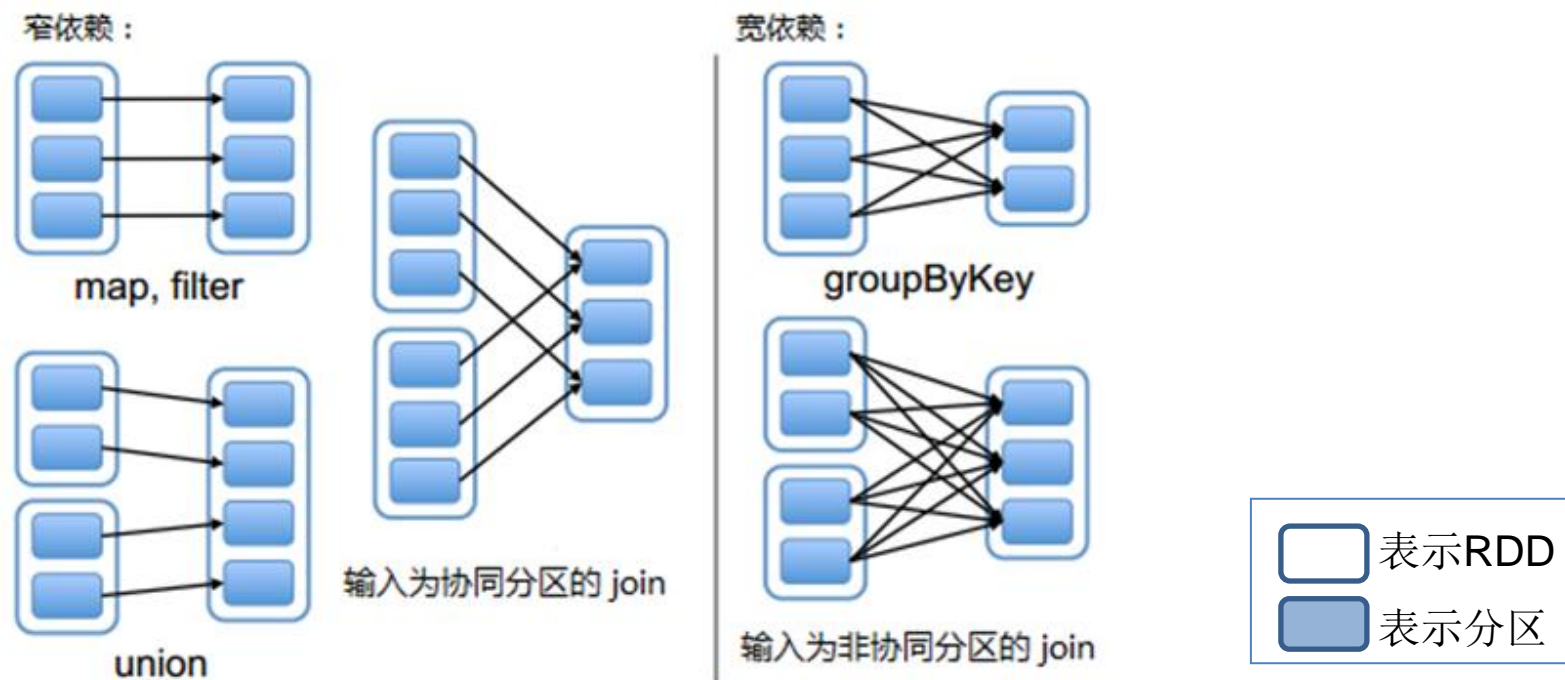 窄依赖：
map, filter
union
输入为协同分区的 join
宽依赖：
groupByKey
输入为非协同分区的 join
表示RDD
表示分区